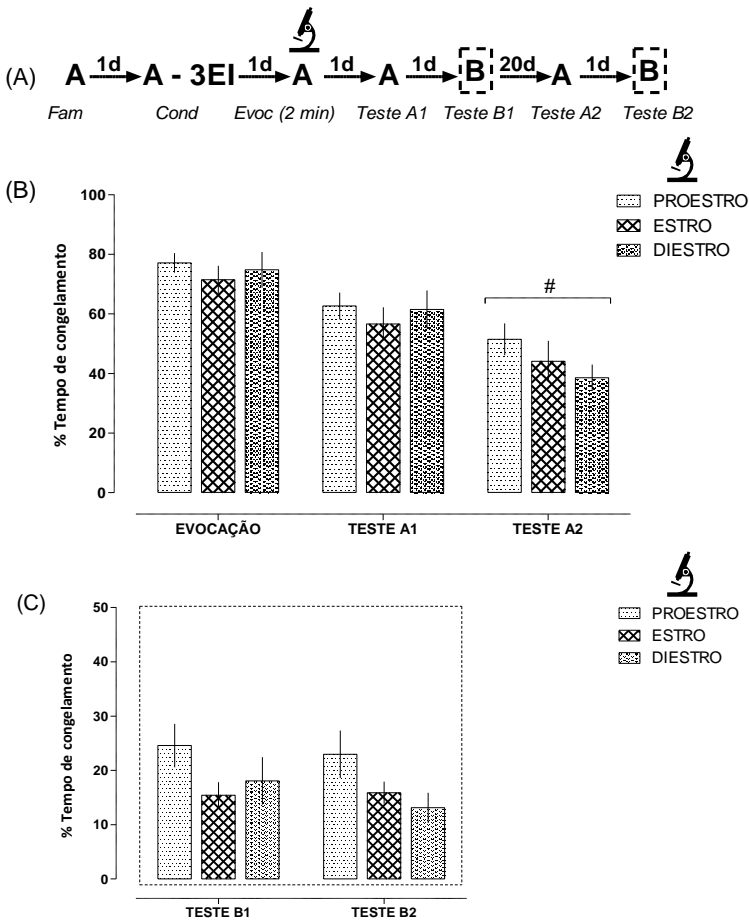 (A)
A 1d A - 3EI 1d A 1d A 1d B 20d A 1d B
Fam Cond Evoc (2 min) Teste A1 Teste B1 Teste A2 Teste B2
(B)
% Tempo de congelamento
100
80
60
40
20
0
PROESTRO
ESTRO
DIESTRO
#
EVOCAÇÃO TESTE A1 TESTE A2
(C)
% Tempo de congelamento
50
40
30
20
10
0
PROESTRO
ESTRO
DIESTRO
TESTE B1 TESTE B2